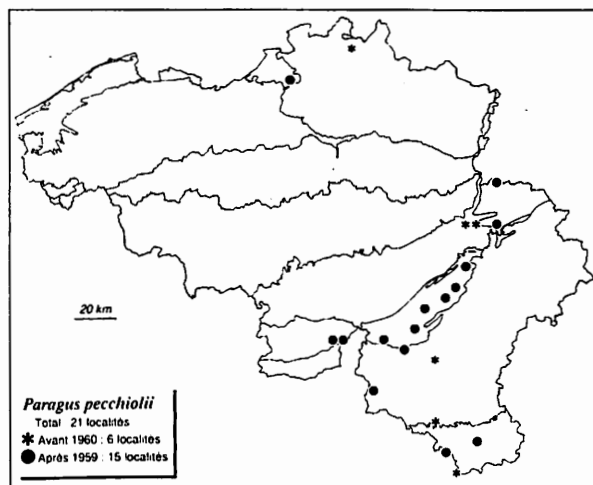 20 km
Paragus pecchiolii
Total 21 localités
* Avant 1960 : 6 localités
● Après 1959 : 15 localités